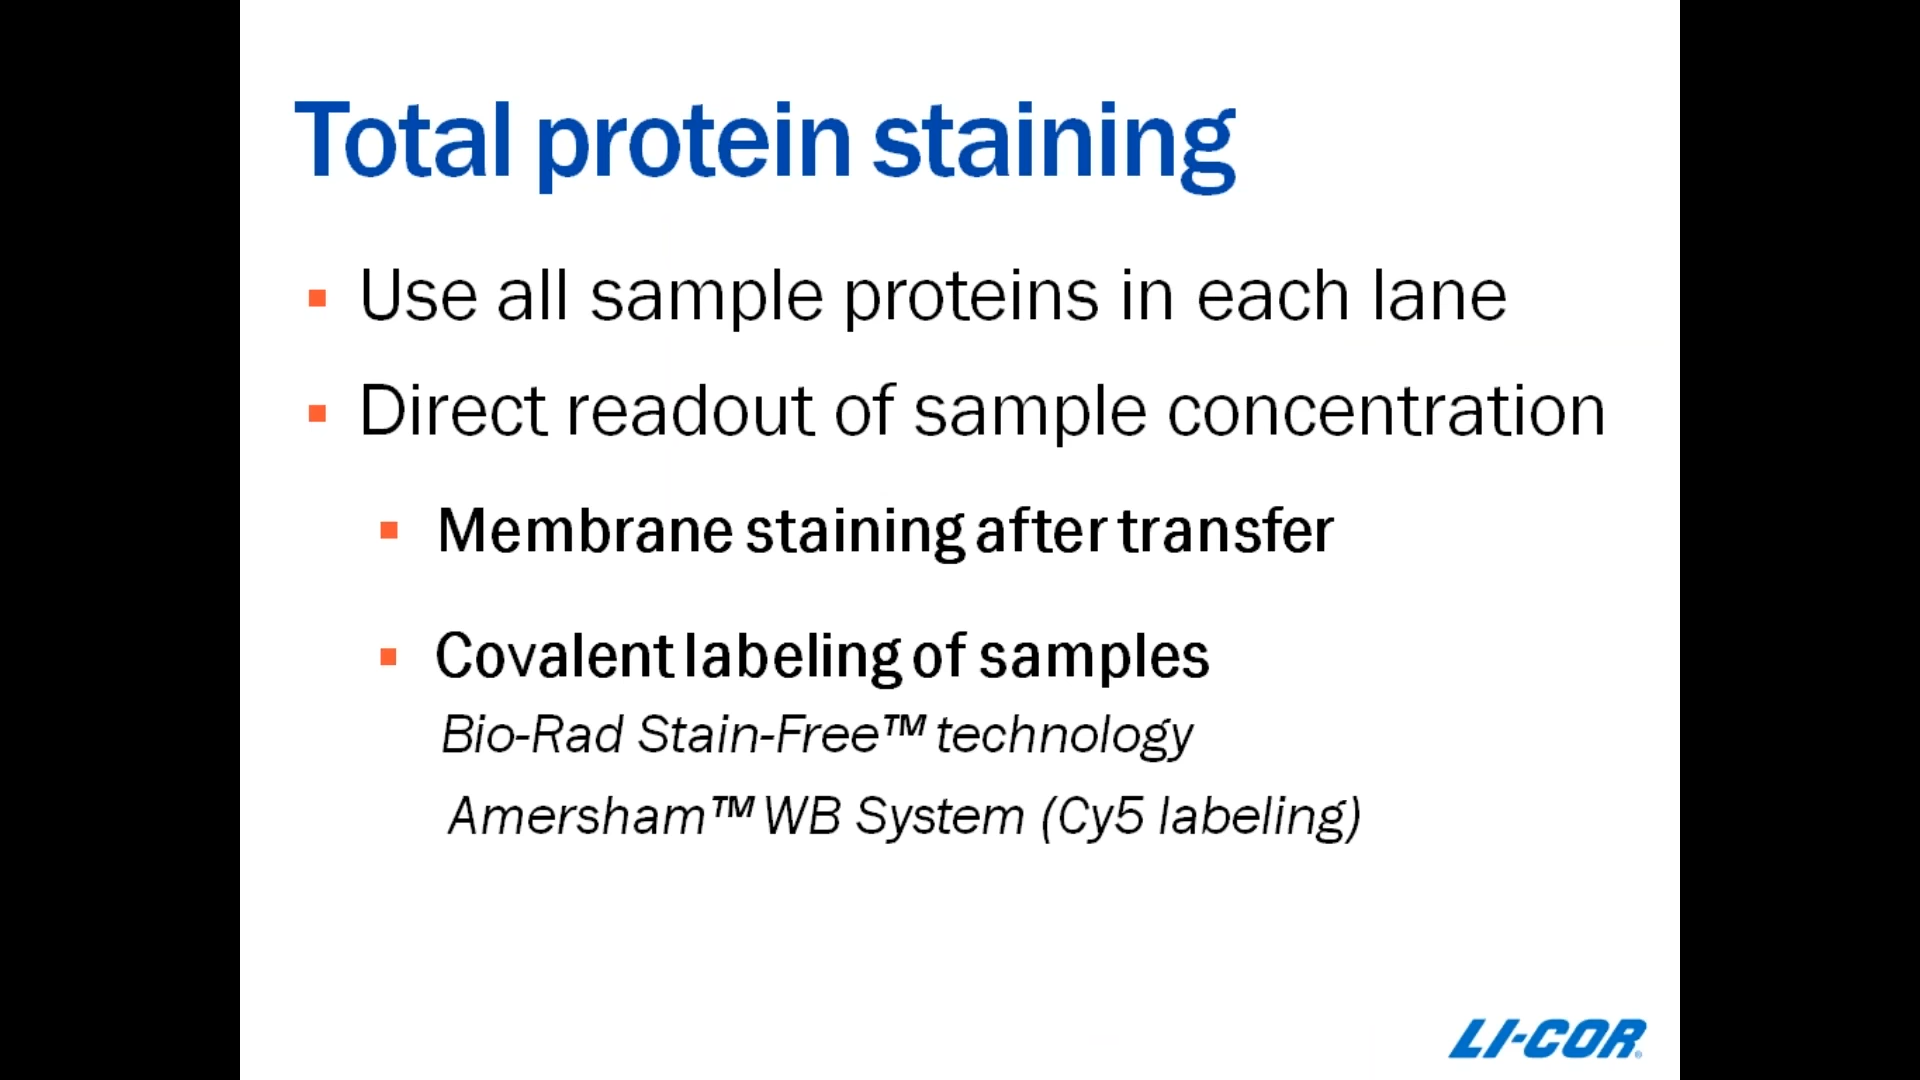 Total protein staining
Use all sample proteins in each lane
Direct readout of sample concentration
Membrane staining after transfer
Covalent labeling of samples
Bio-Rad Stain-Free™ technology
Amersham™ WB System (Cy5 labeling)
LI-COR®